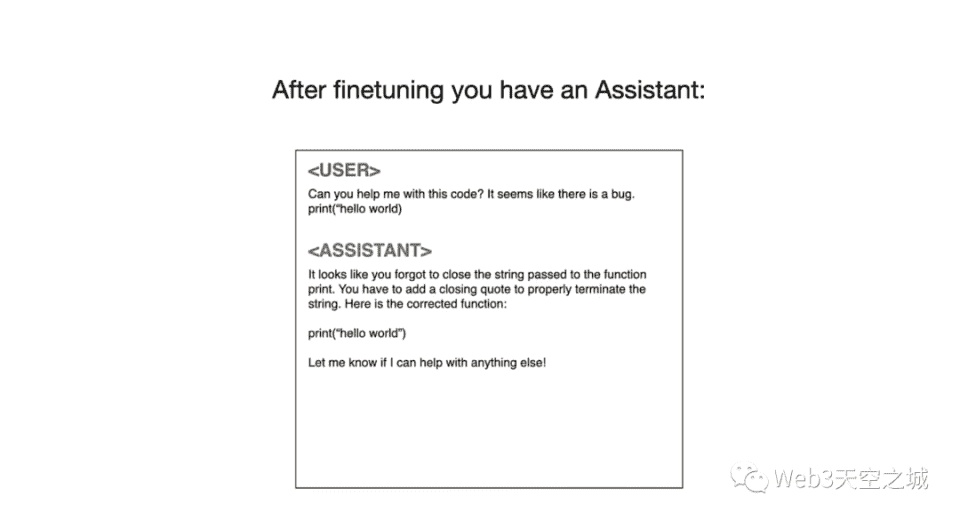 After finetuning you have an Assistant:
<USER>
Can you help me with this code? It seems like there is a bug.
print(“hello world)
<ASSISTANT>
It looks like you forgot to close the string passed to the function
print. You have to add a closing quote to properly terminate the
string. Here is the corrected function:
print(“hello world”)
Let me know if I can help with anything else!
Web3天空之城